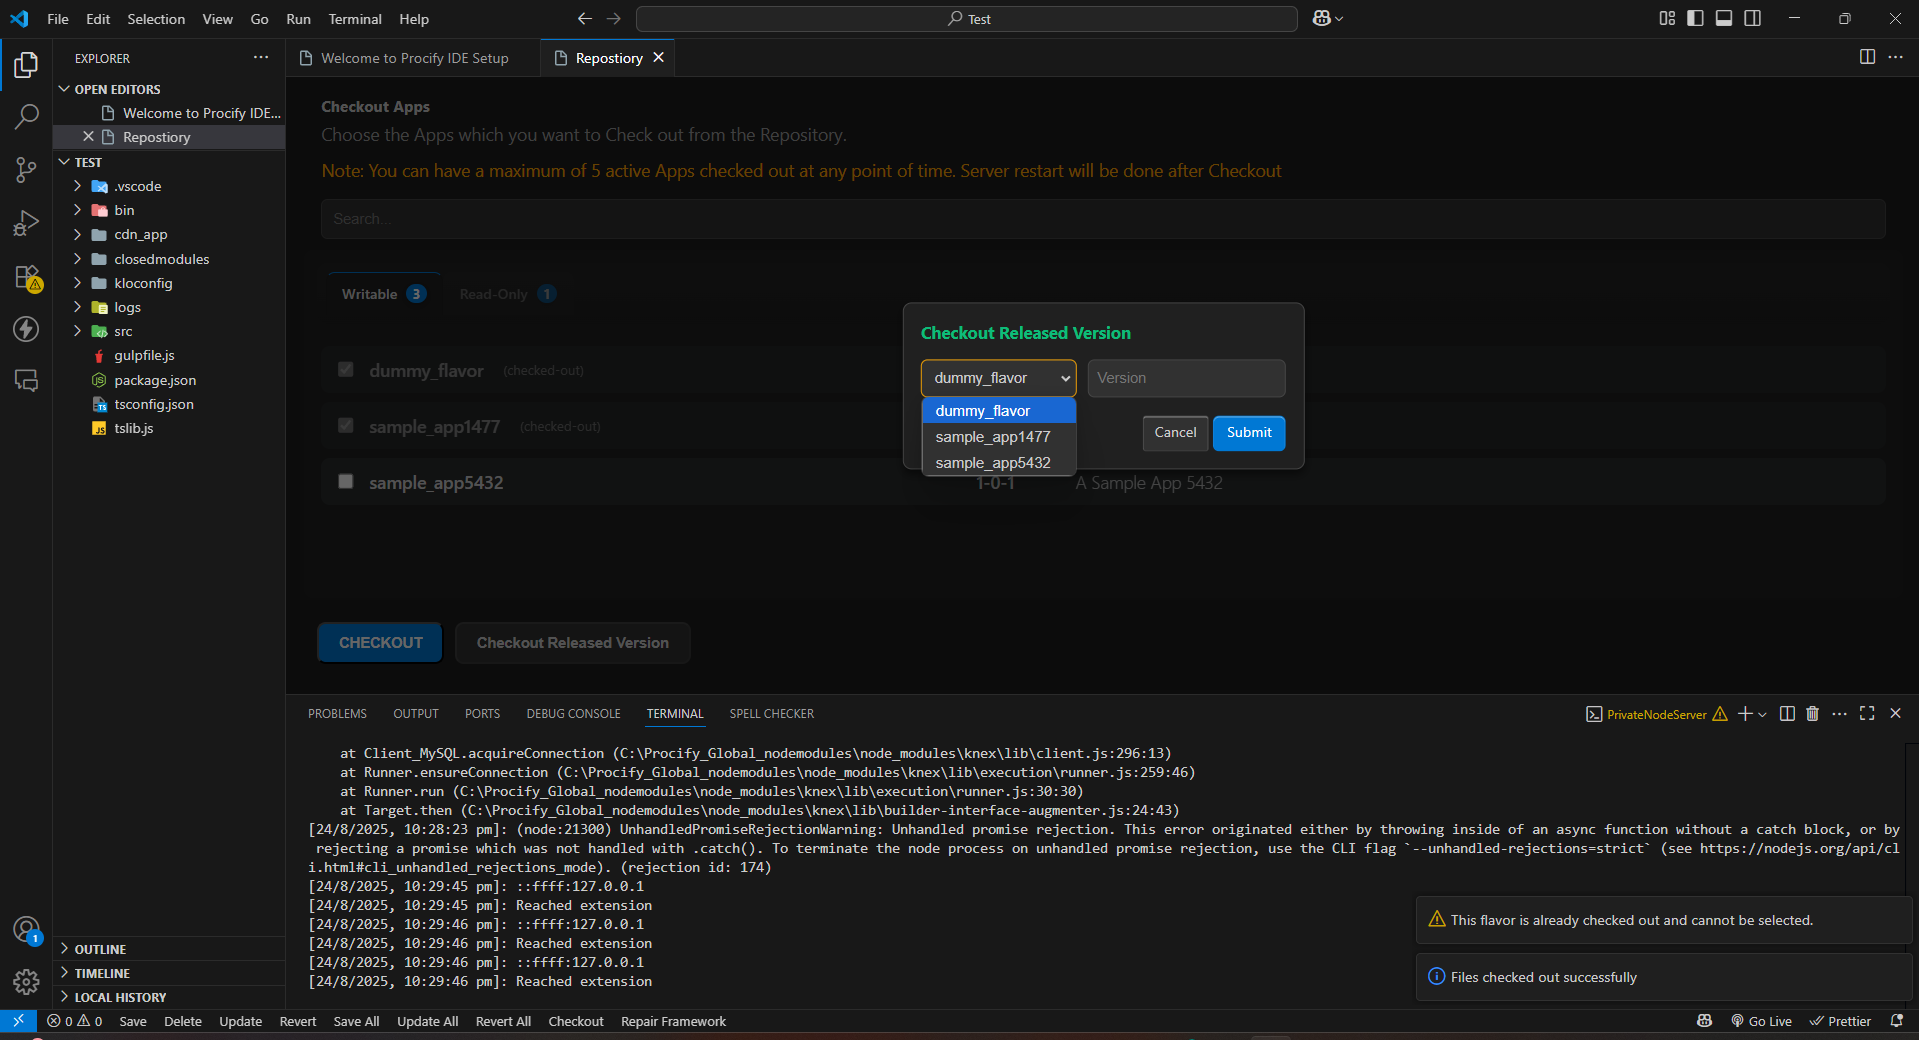 File Edit Selection View Go Run Terminal Help
Test
EXPLORER
OPEN EDITORS
Welcome to Procify IDE...
Repostiory
TEST
.vscode
bin
cdn_app
closedmodules
kloconfig
logs
src
gulpfile.js
package.json
tsconfig.json
tslib.js
OUTLINE
TIMELINE
LOCAL HISTORY
Welcome to Procify IDE Setup
Repostiory
Checkout Apps
Choose the Apps which you want to Check out from the Repository.
Note: You can have a maximum of 5 active Apps checked out at any point of time. Server restart will be done after Checkout
Search...
Writable 3 Read-Only 1
dummy_flavor (checked-out)
sample_app1477 (checked-out)
sample_app5432 1-0-1 A Sample App 5432
Checkout Released Version
dummy_flavor Version
dummy_flavor
sample_app1477
sample_app5432
Cancel Submit
CHECKOUT Checkout Released Version
PROBLEMS OUTPUT PORTS DEBUG CONSOLE TERMINAL SPELL CHECKER
PrivateNodeServer
at Client_MySQL.acquireConnection (C:\Procify_Global_nodemodules\node_modules\knex\lib\client.js:296:13)
at Runner.ensureConnection (C:\Procify_Global_nodemodules\node_modules\knex\lib\execution\runner.js:259:46)
at Runner.run (C:\Procify_Global_nodemodules\node_modules\knex\lib\execution\runner.js:30:30)
at Target.then (C:\Procify_Global_nodemodules\node_modules\knex\lib\builder-interface-augmenter.js:24:43)
[24/8/2025, 10:28:23 pm]: (node:21300) UnhandledPromiseRejectionWarning: Unhandled promise rejection. This error originated either by throwing inside of an async function without a catch block, or by
rejecting a promise which was not handled with .catch(). To terminate the node process on unhandled promise rejection, use the CLI flag `--unhandled-rejections=strict` (see https://nodejs.org/api/cl
i.html#cli_unhandled_rejections_mode). (rejection id: 174)
[24/8/2025, 10:29:45 pm]: ::ffff:127.0.0.1
[24/8/2025, 10:29:45 pm]: Reached extension
[24/8/2025, 10:29:46 pm]: ::ffff:127.0.0.1
[24/8/2025, 10:29:46 pm]: Reached extension
[24/8/2025, 10:29:46 pm]: ::ffff:127.0.0.1
[24/8/2025, 10:29:46 pm]: Reached extension
This flavor is already checked out and cannot be selected.
Files checked out successfully
1
0 0 Save Delete Update Revert Save All Update All Revert All Checkout Repair Framework
Go Live Prettier